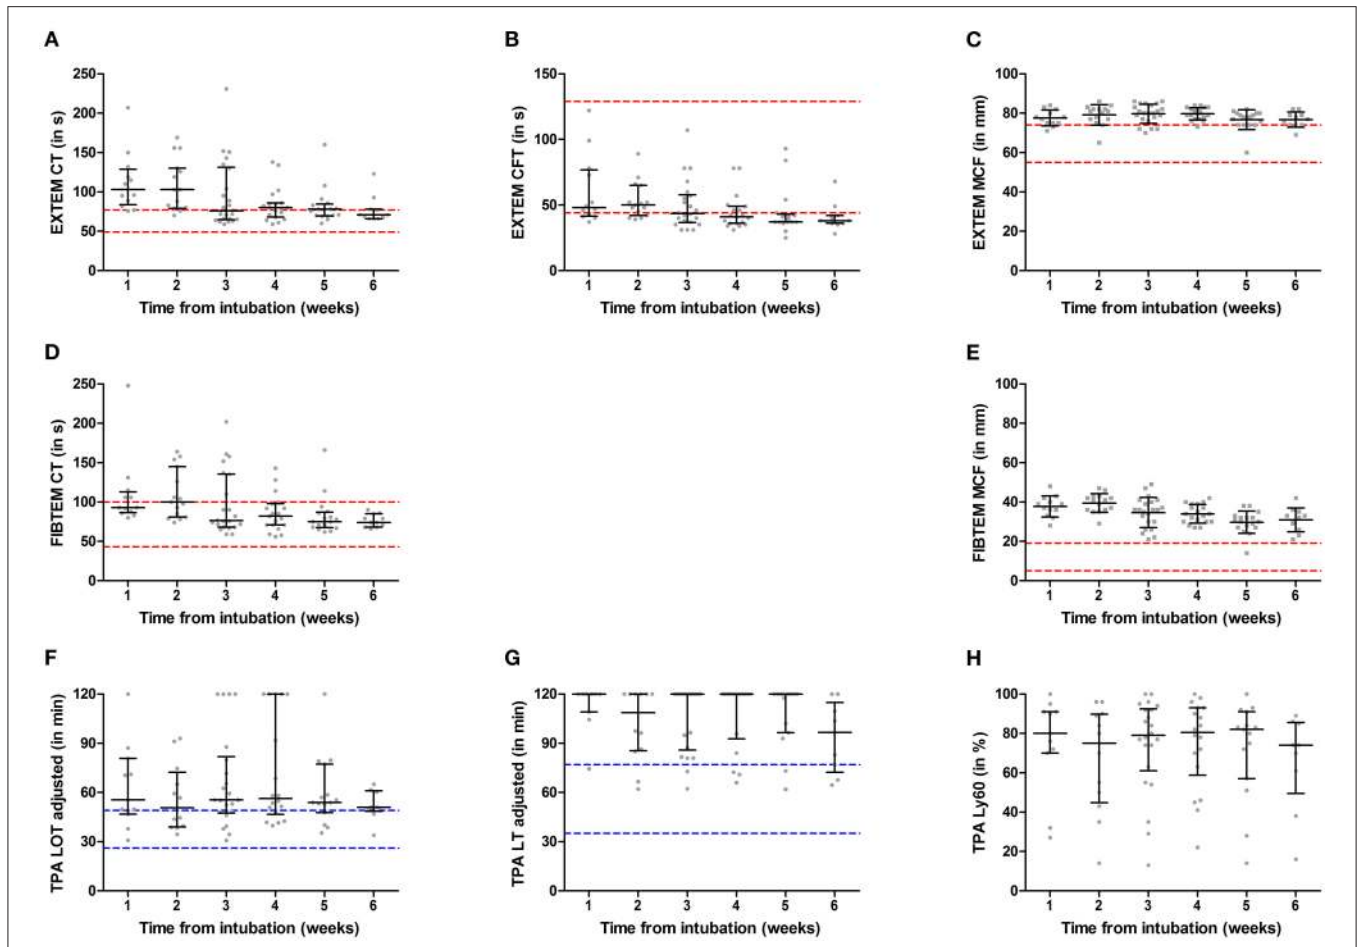 A
EXTEM CT (in s)
250
200
150
100
50
0
1 2 3 4 5 6
Time from intubation (weeks)
B
EXTEM CFT (in s)
150
100
50
0
1 2 3 4 5 6
Time from intubation (weeks)
C
EXTEM MCF (in mm)
100
80
60
40
20
0
1 2 3 4 5 6
Time from intubation (weeks)
D
FIBTEM CT (in s)
250
200
150
100
50
0
1 2 3 4 5 6
Time from intubation (weeks)
E
FIBTEM MCF (in mm)
100
80
60
40
20
0
1 2 3 4 5 6
Time from intubation (weeks)
F
TPA LOT adjusted (in min)
120
90
60
30
0
1 2 3 4 5 6
Time from intubation (weeks)
G
TPA LT adjusted (in min)
120
90
60
30
0
1 2 3 4 5 6
Time from intubation (weeks)
H
TPA Ly60 (in %)
100
80
60
40
20
0
1 2 3 4 5 6
Time from intubation (weeks)